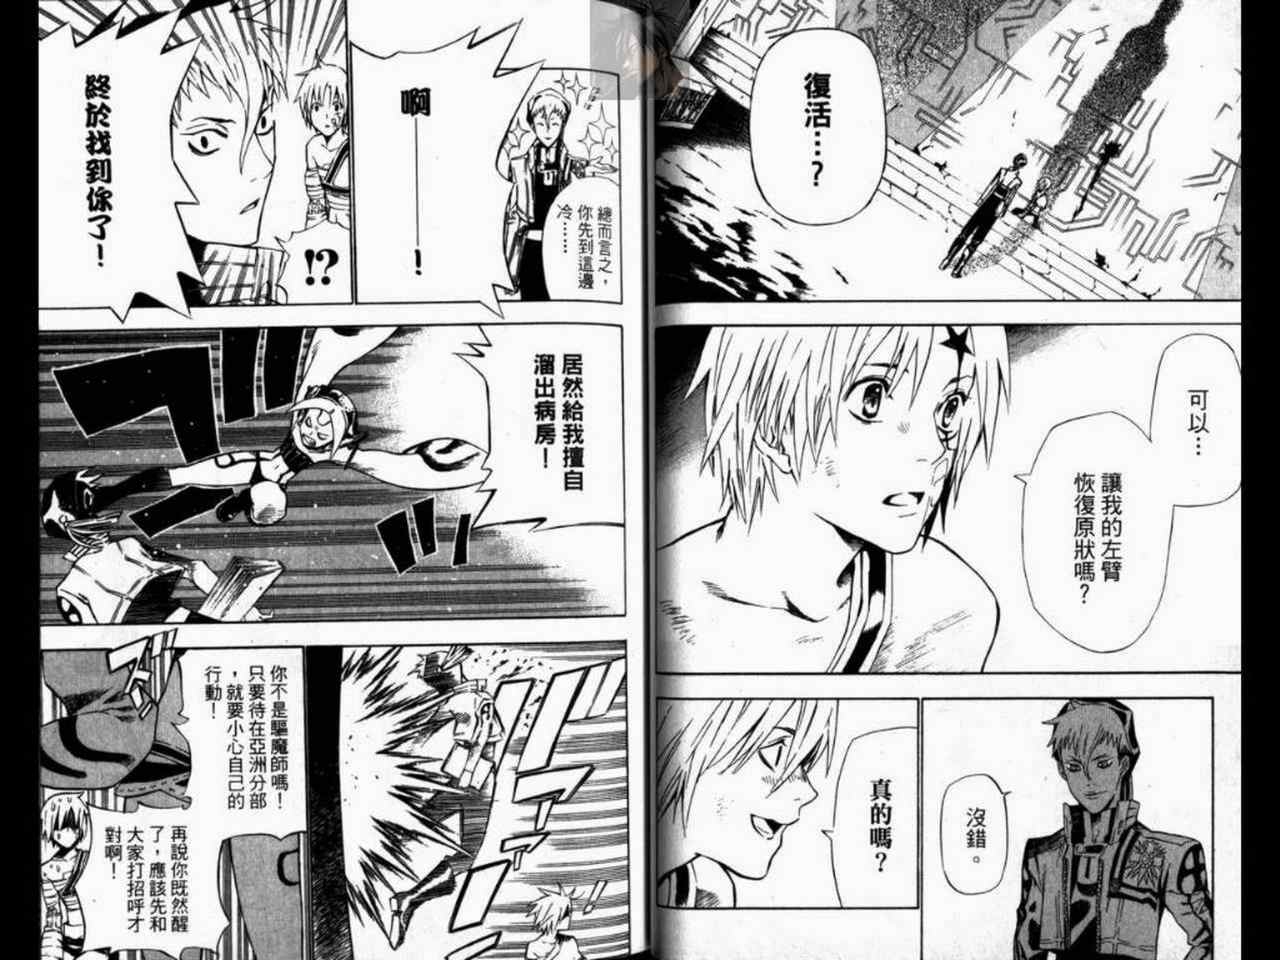 復活…?
可以…
讓我的左臂
恢復原狀嗎?
沒錯。
真的嗎?
總而言之，
你先到這邊
冷……
啊——！
!?
終於找到你了！
居然給我擅自
溜出病房！
你不是驅魔師嗎！
只要待在亞洲分部
，就要小心自己的
行動！
再說你既然醒
了，應該先和
大家打招呼才
對啊！